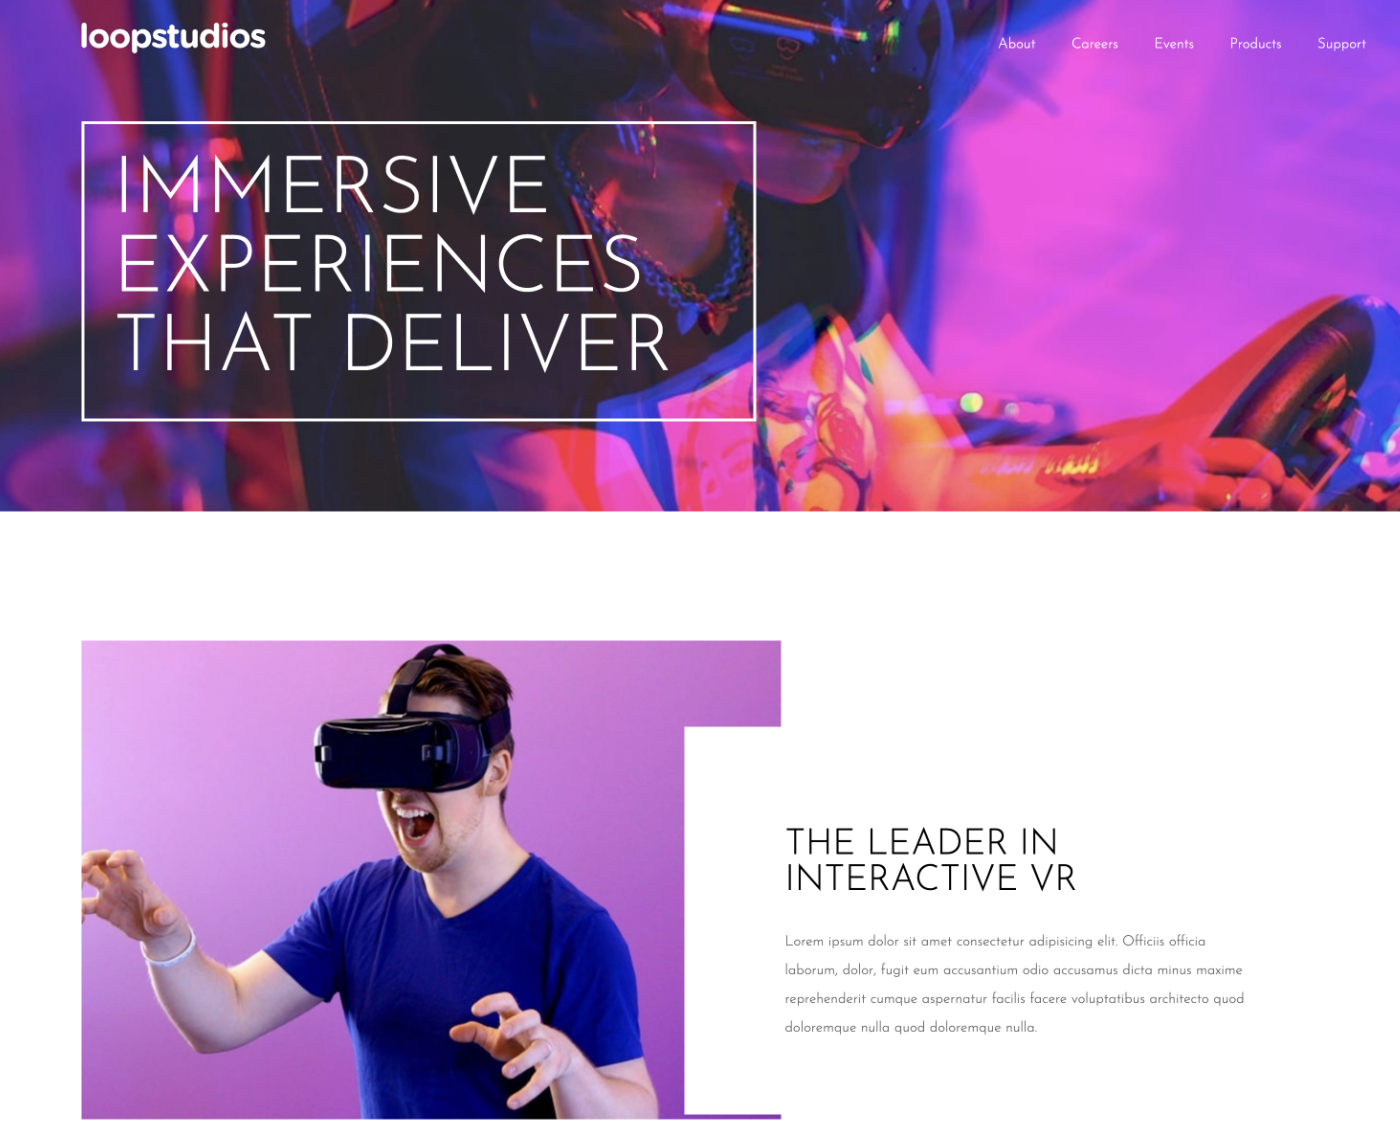 loopstudios
About Careers Events Products Support
IMMERSIVE
EXPERIENCES
THAT DELIVER
THE LEADER IN
INTERACTIVE VR
Lorem ipsum dolor sit amet consectetur adipisicing elit. Officiis officia
laborum, dolor, fugit eum accusantium odio accusamus dicta minus maxime
reprehenderit cumque aspernatur facilis facere voluptatibus architecto quod
doloremque nulla quod doloremque nulla.